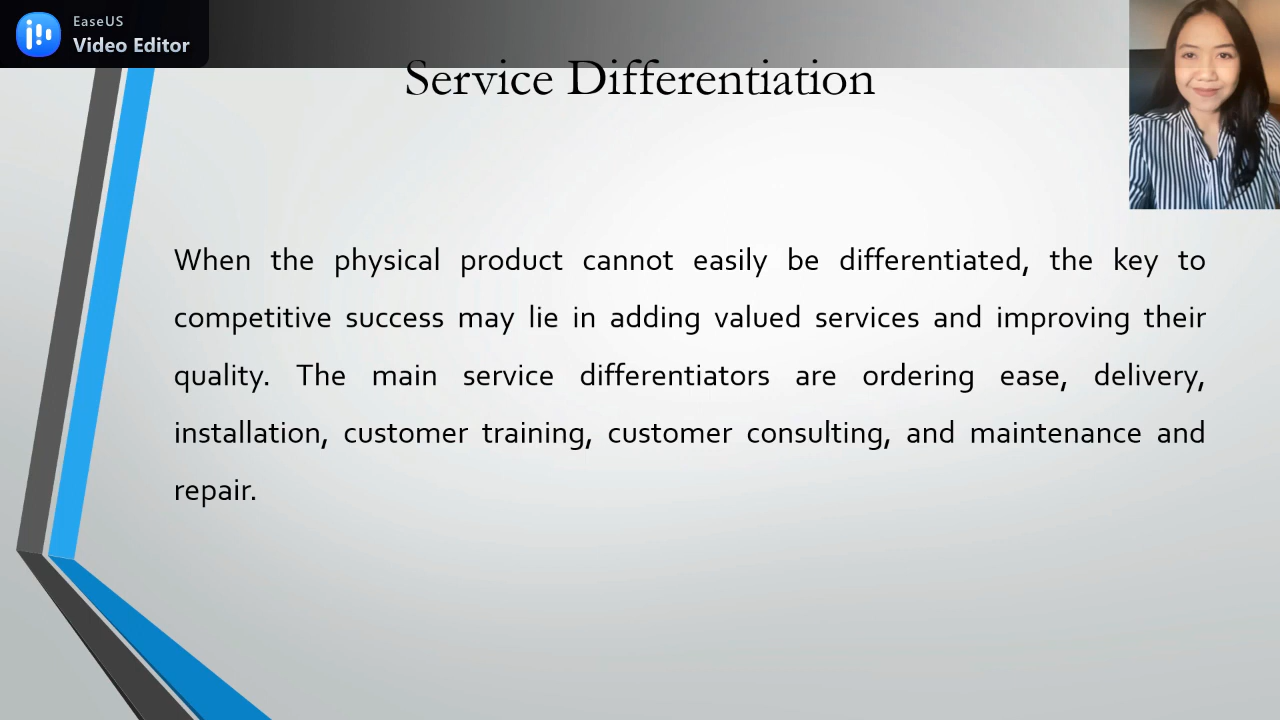 EaseUS
Video Editor
Service Differentiation
When the physical product cannot easily be differentiated, the key to
competitive success may lie in adding valued services and improving their
quality. The main service differentiators are ordering ease, delivery,
installation, customer training, customer consulting, and maintenance and
repair.